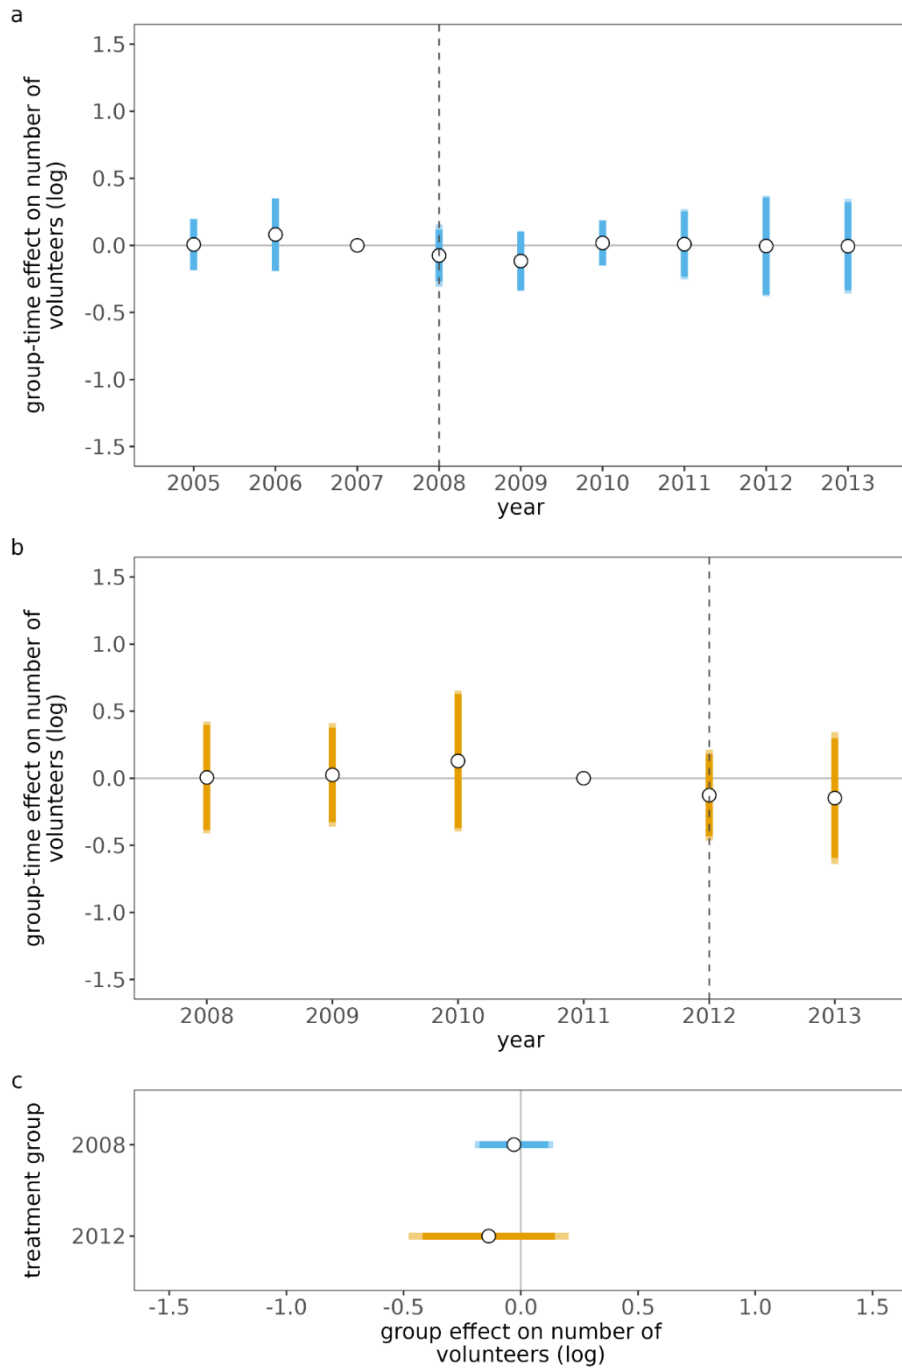 a
group-time effect on number of
volunteers (log)
1.5
1.0
0.5
0.0
-0.5
-1.0
-1.5
2005 2006 2007 2008 2009 2010 2011 2012 2013
year
b
group-time effect on number of
volunteers (log)
1.5
1.0
0.5
0.0
-0.5
-1.0
-1.5
2008 2009 2010 2011 2012 2013
year
c
treatment group
2008
2012
-1.5 -1.0 -0.5 0.0 0.5 1.0 1.5
group effect on number of
volunteers (log)